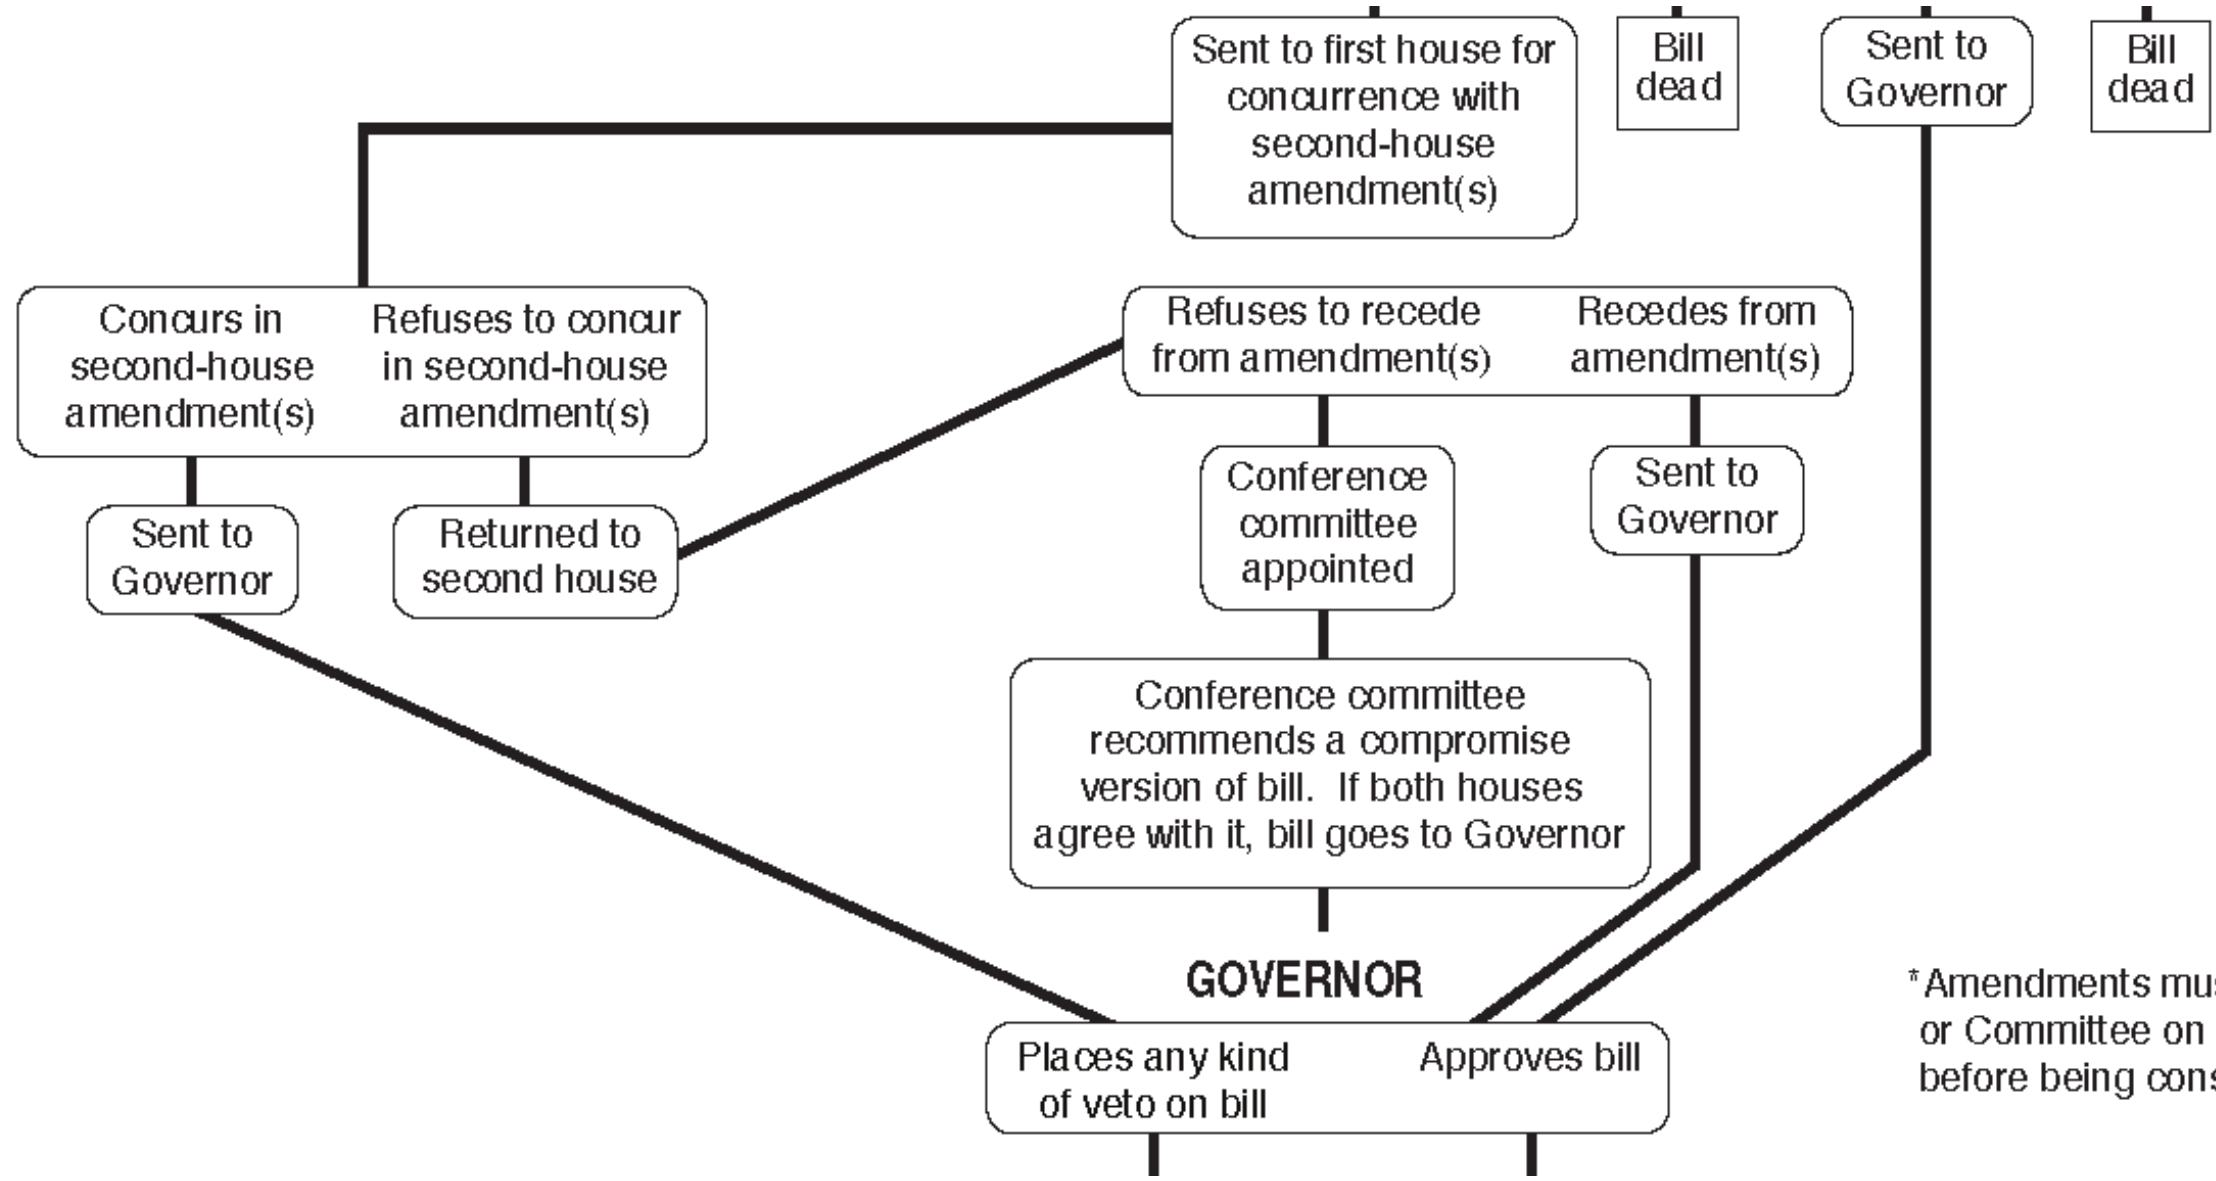 Sent to first house for
concurrence with
second-house
amendment(s)
Bill
dead
Sent to
Governor
Bill
dead
Concurs in
second-house
amendment(s)
Refuses to concur
in second-house
amendment(s)
Refuses to recede
from amendment(s)
Recedes from
amendment(s)
Sent to
Governor
Returned to
second house
Conference
committee
appointed
Sent to
Governor
Conference committee
recommends a compromise
version of bill. If both houses
agree with it, bill goes to Governor
GOVERNOR
Places any kind
of veto on bill
Approves bill
*Amendments
or Committee on
before being